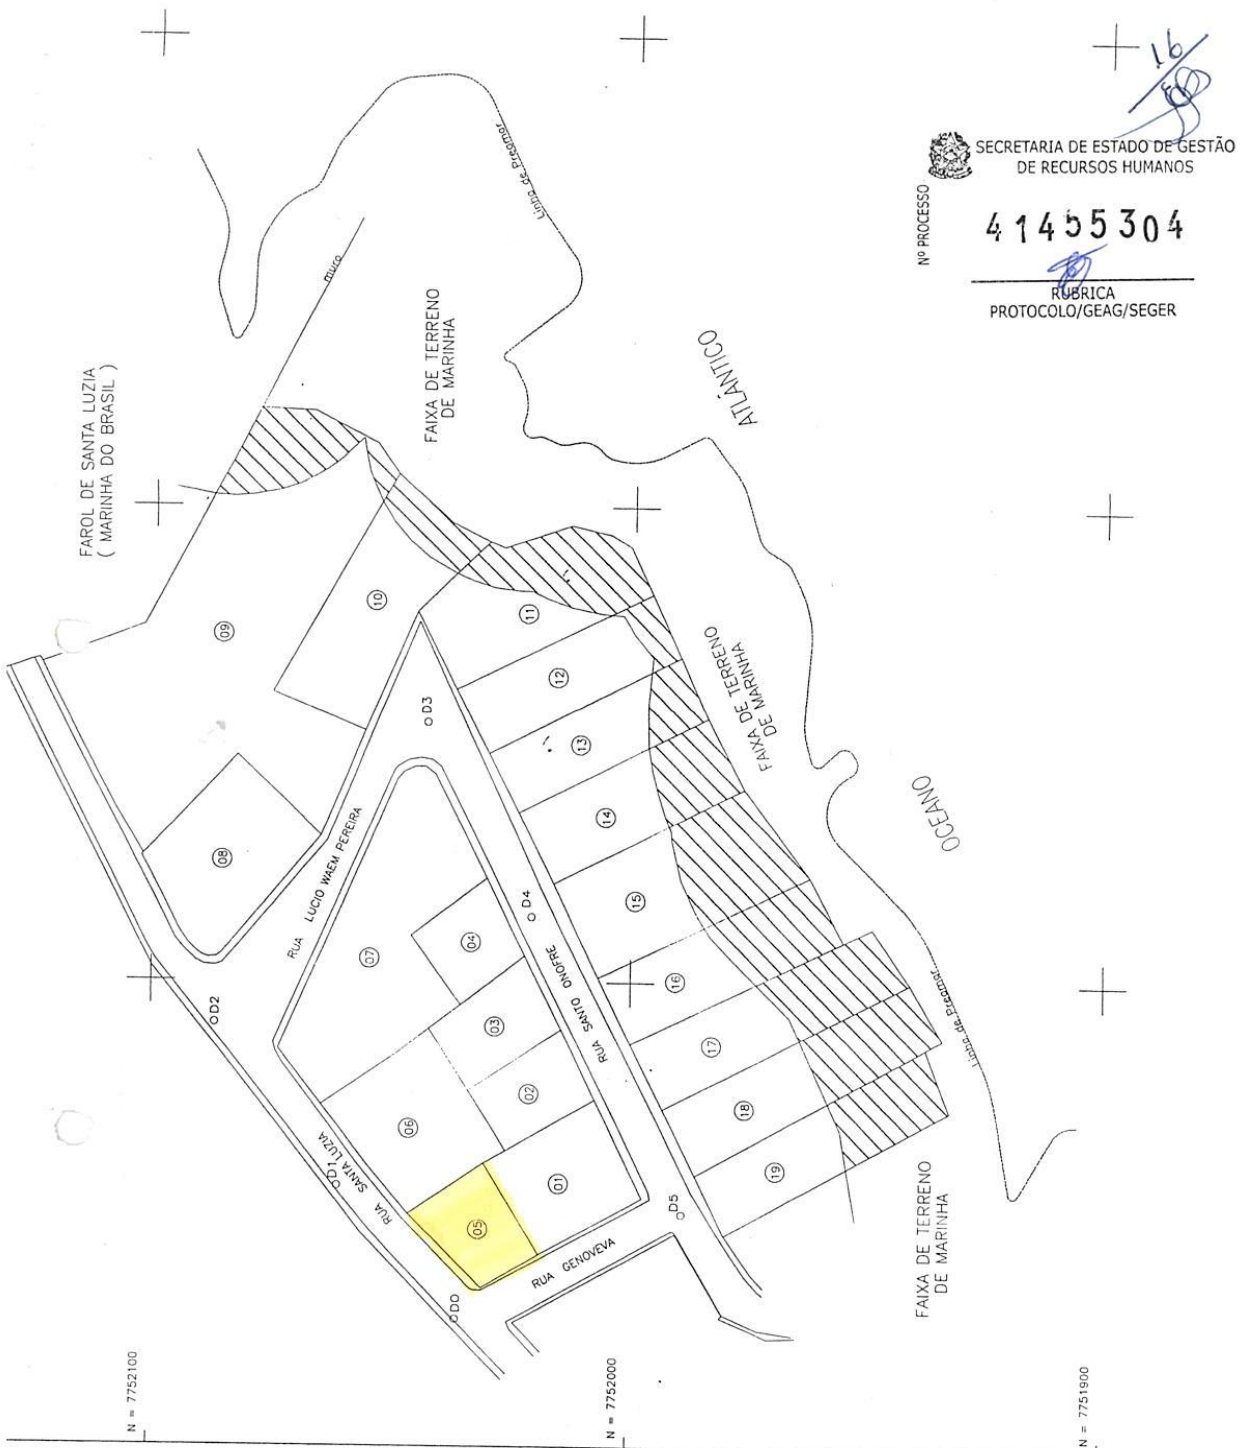 16
SECRETARIA DE ESTADO DE GESTÃO
DE RECURSOS HUMANOS
Nº PROCESSO
41455304
RUBRICA
PROTOCOLO/GEAG/SEGER
Linha de Preamar
muro
FAROL DE SANTA LUZIA
( MARINHA DO BRASIL )
FAIXA DE TERRENO
DE MARINHA
ATLÂNTICO
OCEANO
FAIXA DE TERRENO
DE MARINHA
Linha de Preamar
FAIXA DE TERRENO
DE MARINHA
09
10
11
12
13
14
15
16
17
18
19
08
07
04
03
02
06
01
05
D3
D4
D2
D1
D5
D0
RUA LUCIO WAEM PEREIRA
RUA SANTO ONOFRE
RUA SANTA LUZIA
RUA GENOVEVA
N = 7752100
N = 7752000
N = 7751900